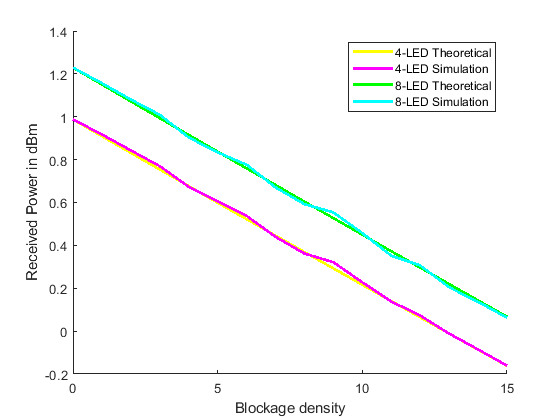 1.4
1.2
1
0.8
0.6
0.4
0.2
0
-0.2
Received Power in dBm
4-LED Theoretical
4-LED Simulation
8-LED Theoretical
8-LED Simulation
0 5 10 15
Blockage density